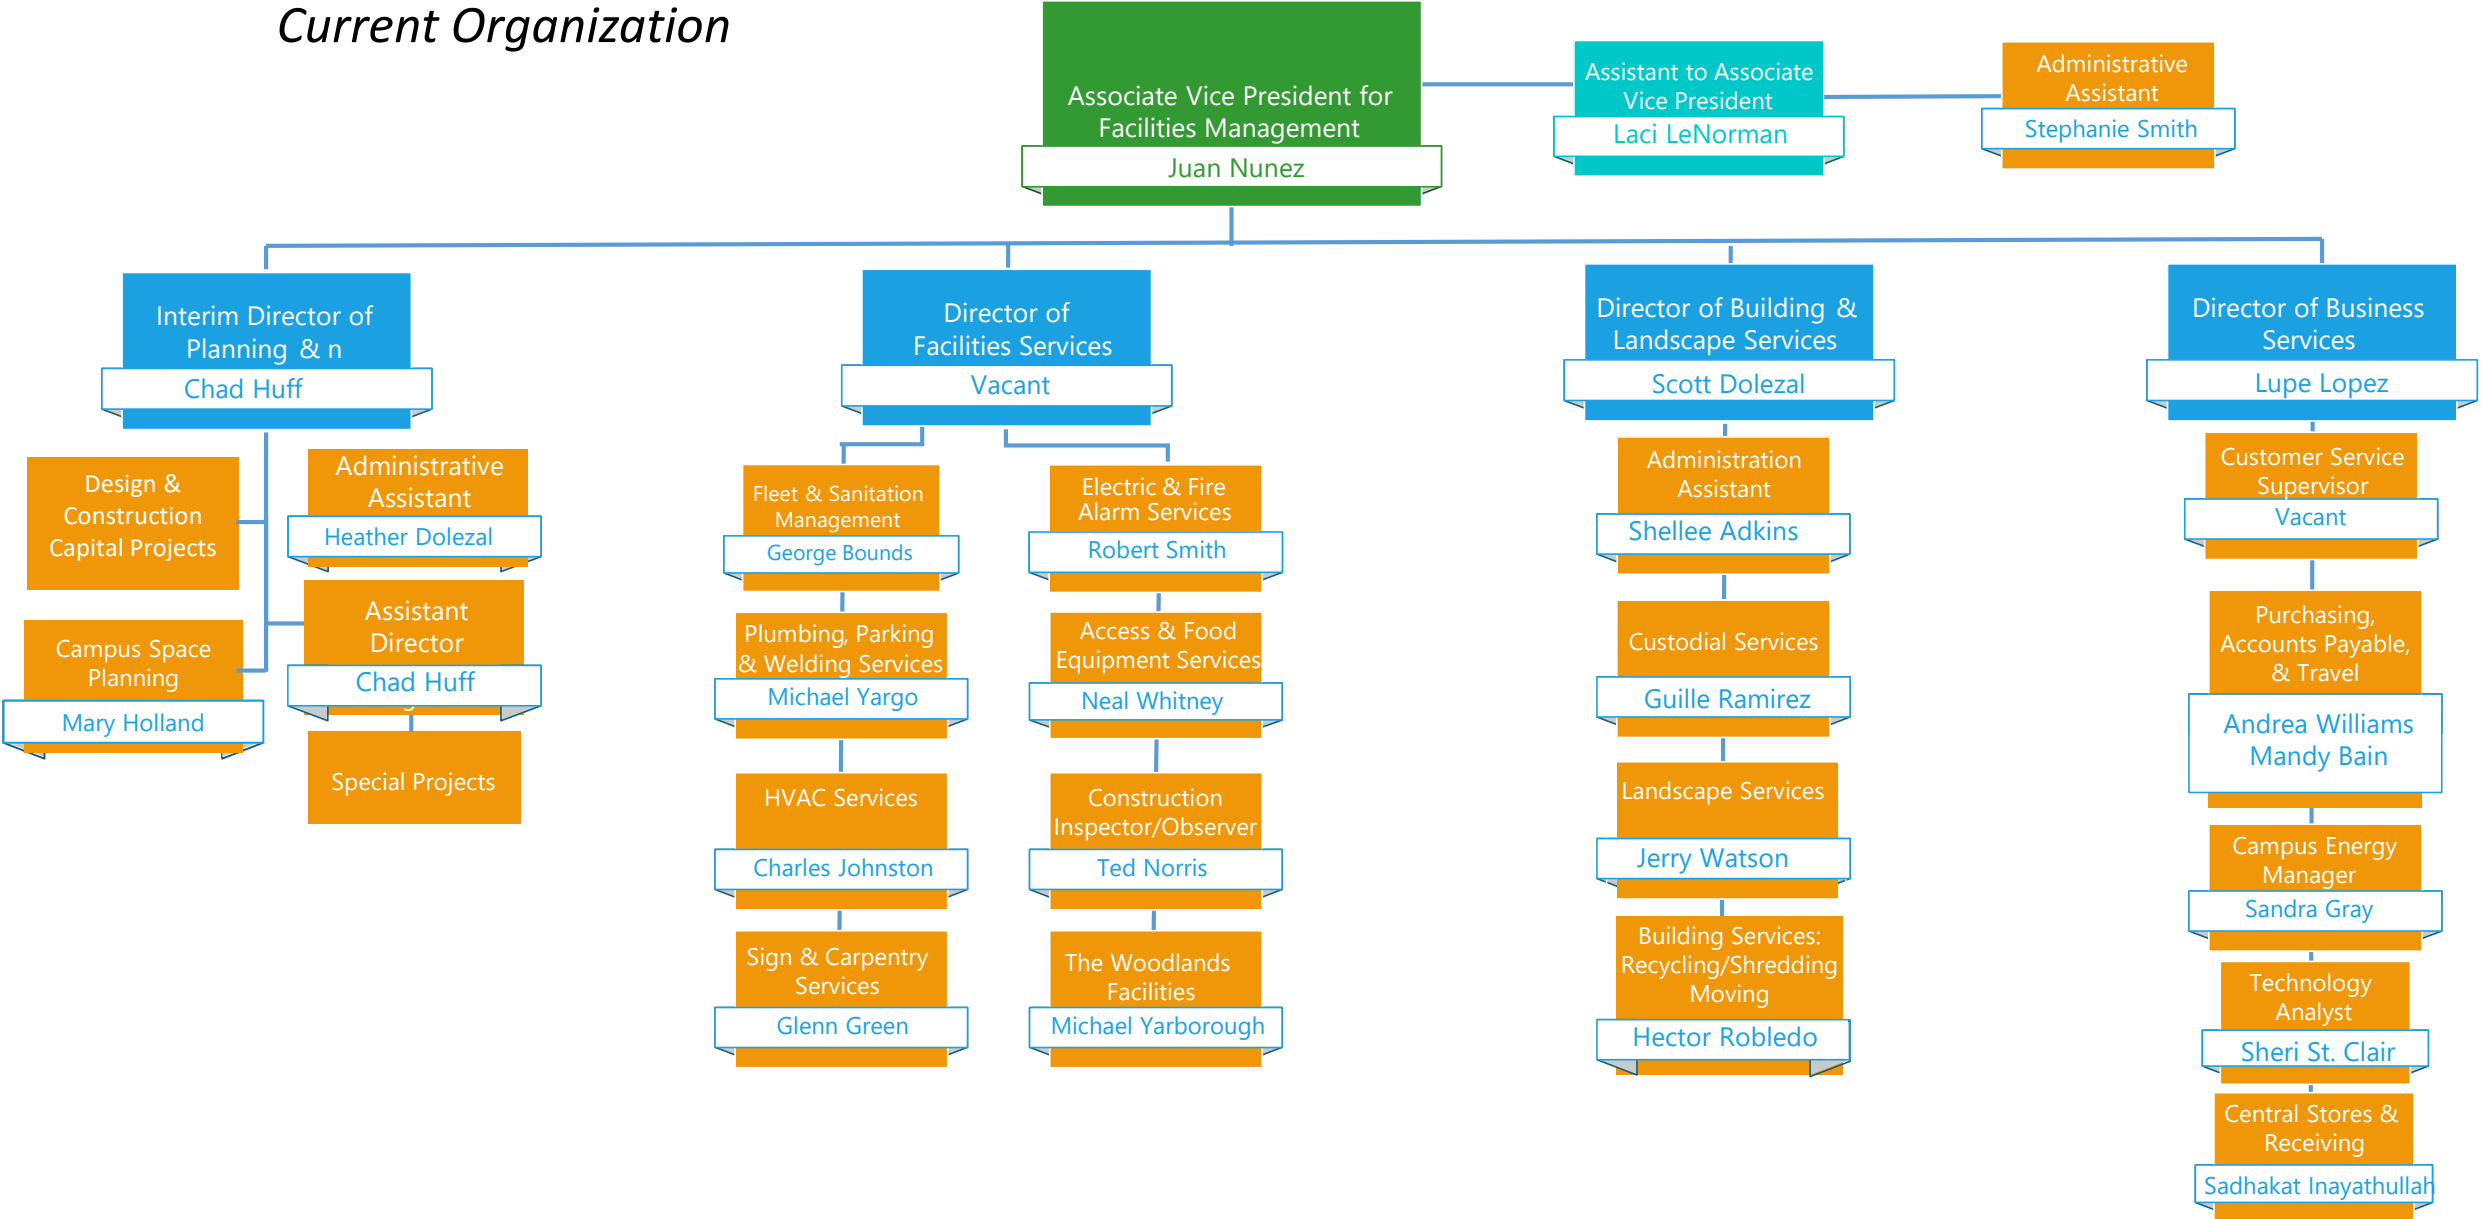 Current Organization
Associate Vice President for
Facilities Management
Juan Nunez
Assistant to Associate
Vice President
Laci LeNorman
Administrative
Assistant
Stephanie Smith
Interim Director of
Planning & n
Chad Huff
Design &
Construction
Capital Projects
Administrative
Assistant
Heather Dolezal
Campus Space
Planning
Mary Holland
Assistant
Director
Chad Huff
Special Projects
Director of
Facilities Services
Vacant
Fleet & Sanitation
Management
George Bounds
Plumbing, Parking
& Welding Services
Michael Yargo
HVAC Services
Charles Johnston
Sign & Carpentry
Services
Glenn Green
Electric & Fire
Alarm Services
Robert Smith
Access & Food
Equipment Services
Neal Whitney
Construction
Inspector/Observer
Ted Norris
The Woodlands
Facilities
Michael Yarborough
Director of Building &
Landscape Services
Scott Dolezal
Administration
Assistant
Shellee Adkins
Custodial Services
Guille Ramirez
Landscape Services
Jerry Watson
Building Services:
Recycling/Shredding
Moving
Hector Robledo
Director of Business
Services
Lupe Lopez
Customer Service
Supervisor
Vacant
Purchasing,
Accounts Payable,
& Travel
Andrea Williams
Mandy Bain
Campus Energy
Manager
Sandra Gray
Technology
Analyst
Sheri St. Clair
Central Stores &
Receiving
Sadhakat Inayathullah